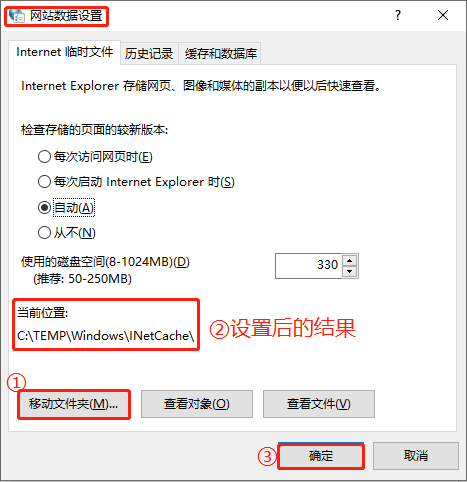 网站数据设置
?
Internet 临时文件 历史记录 缓存和数据库
Internet Explorer 存储网页、图像和媒体的副本以便以后快速查看。
检查存储的页面的较新版本:
每次访问网页时(E)
每次启动 Internet Explorer 时(S)
自动(A)
从不(N)
使用的磁盘空间(8-1024MB)(D)
330
(推荐: 50-250MB)
当前位置:
C:\TEMP\Windows\INetCache\
②设置后的结果
①
移动文件夹(M)... 查看对象(O) 查看文件(V)
③ 确定 取消